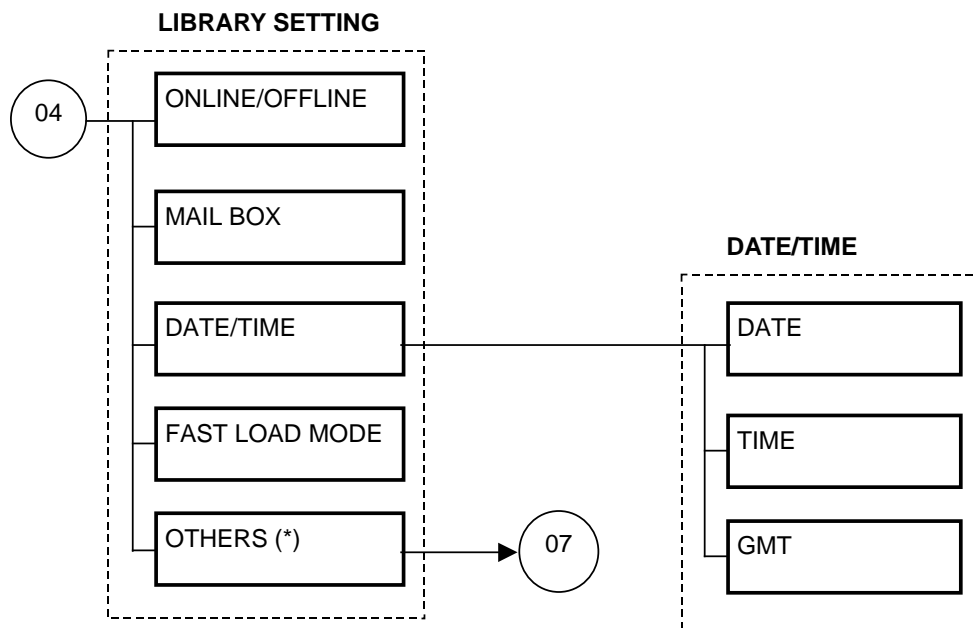 LIBRARY SETTING
04
ONLINE/OFFLINE
MAIL BOX
DATE/TIME
FAST LOAD MODE
OTHERS (*)
07
DATE/TIME
DATE
TIME
GMT